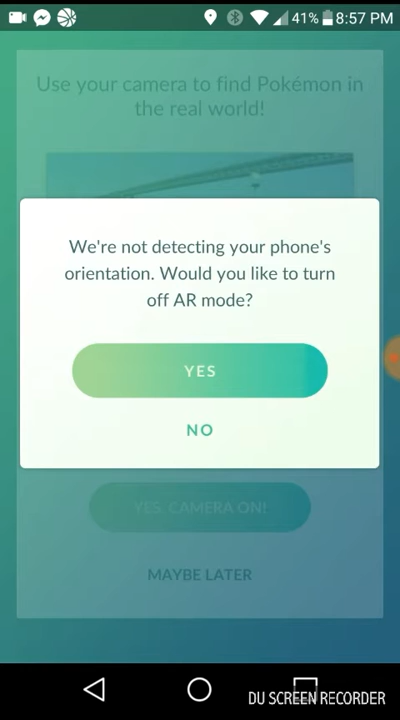 41% 8:57 PM
Use your camera to find Pokémon in
the real world!
We're not detecting your phone's
orientation. Would you like to turn
off AR mode?
YES
NO
YES, CAMERA ON!
MAYBE LATER
DU SCREEN RECORDER